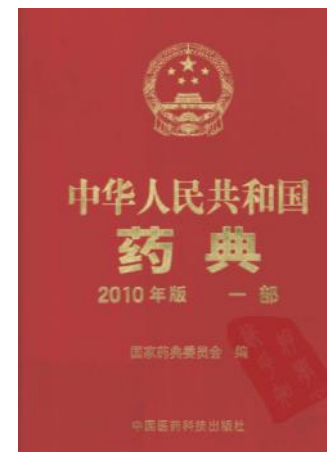 中华人民共和国
药典
2010年版 一部
国家药典委员会 编
中国医药科技出版社